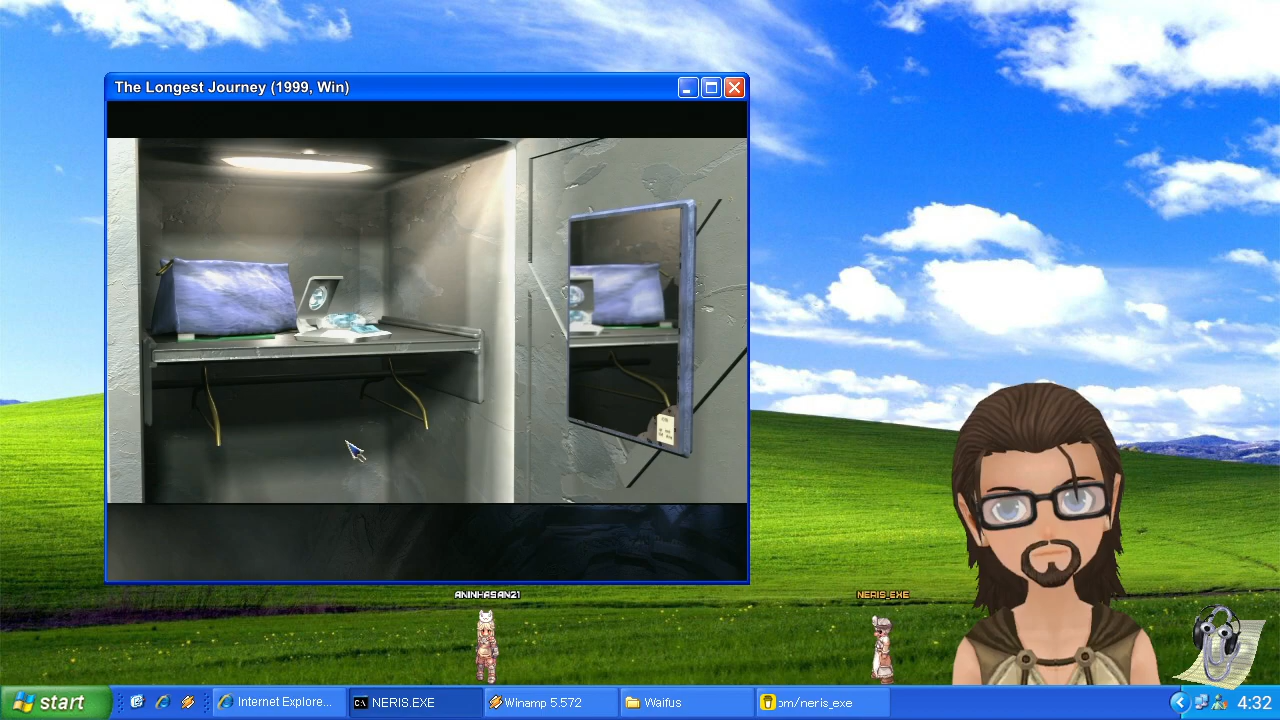 The Longest Journey (1999, Win)
ANINHASAN21
NERIS_EXE
start
Internet Explore...
C:\
NERIS.EXE
Winamp 5.572
Waifus
om/neris_exe
4:32